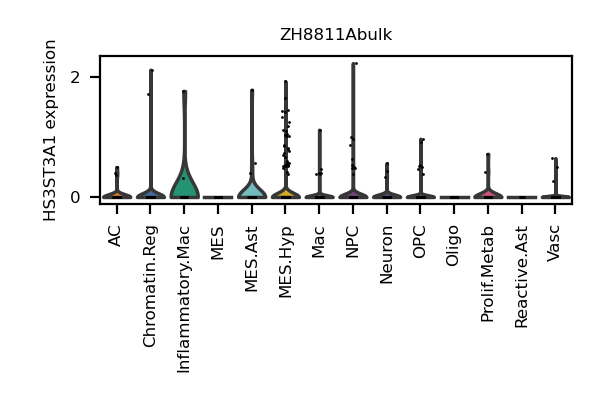 ZH8811Abulk
HS3ST3A1 expression
2
0
AC
Chromatin.Reg
Inflammatory.Mac
MES
MES.Ast
MES.Hyp
Mac
NPC
Neuron
OPC
Oligo
Prolif.Metab
Reactive.Ast
Vasc